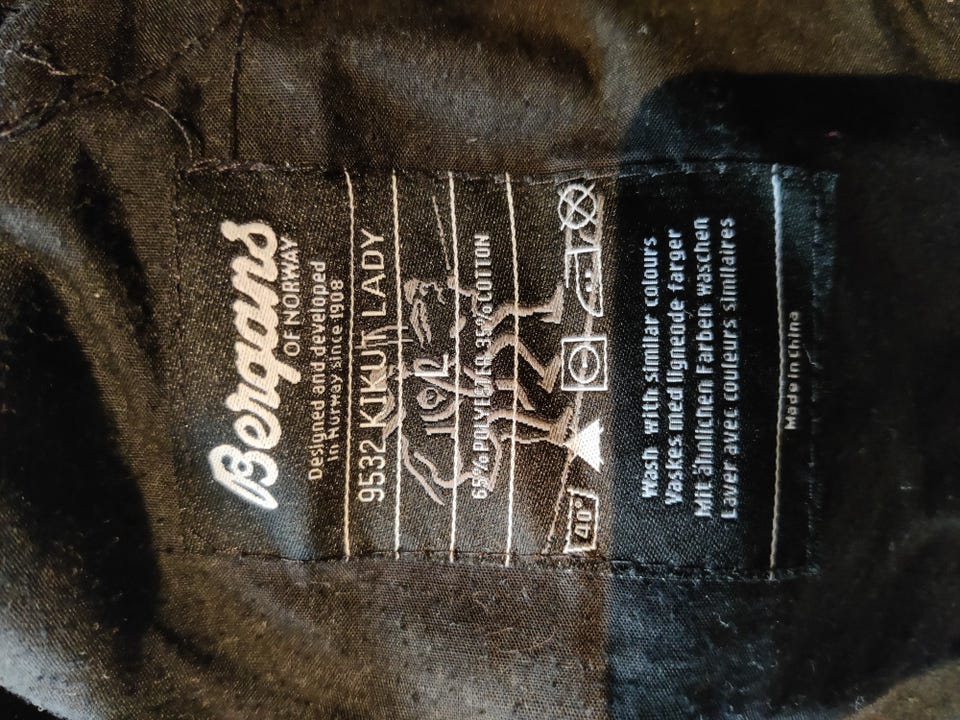 Bergans
OF NORWAY
Designed and developed
in Norway since 1908
9532 KIKUT LADY
65% POLYESTER 35% COTTON
40°
Wash with similar colours
Vaskes med lignende farger
Mit ähnlichen Farben waschen
Laver avec couleurs similaires
Made in China